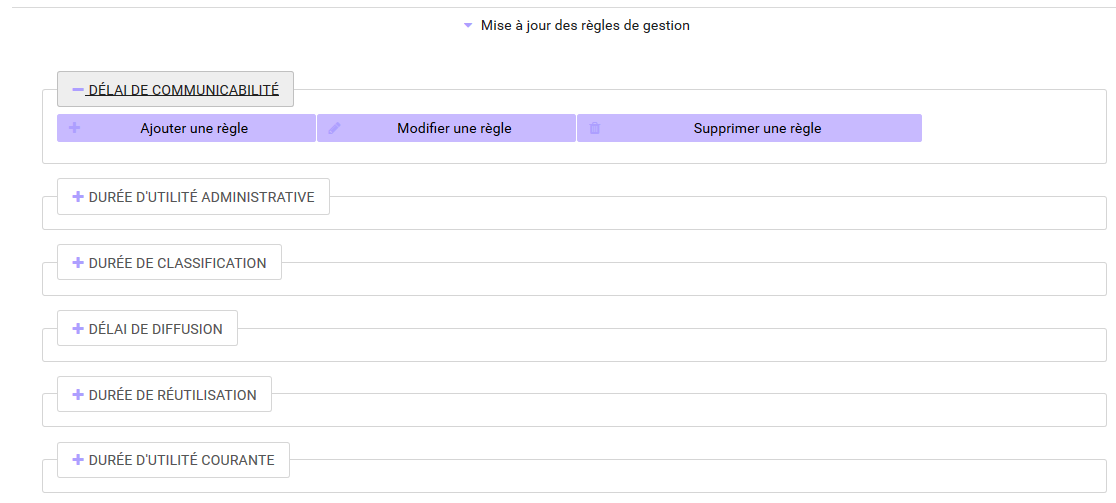 Mise à jour des règles de gestion
DÉLAI DE COMMUNICABILITÉ
Ajouter une règle Modifier une règle Supprimer une règle
DURÉE D'UTILITÉ ADMINISTRATIVE
DURÉE DE CLASSIFICATION
DÉLAI DE DIFFUSION
DURÉE DE RÉUTILISATION
DURÉE D'UTILITÉ COURANTE